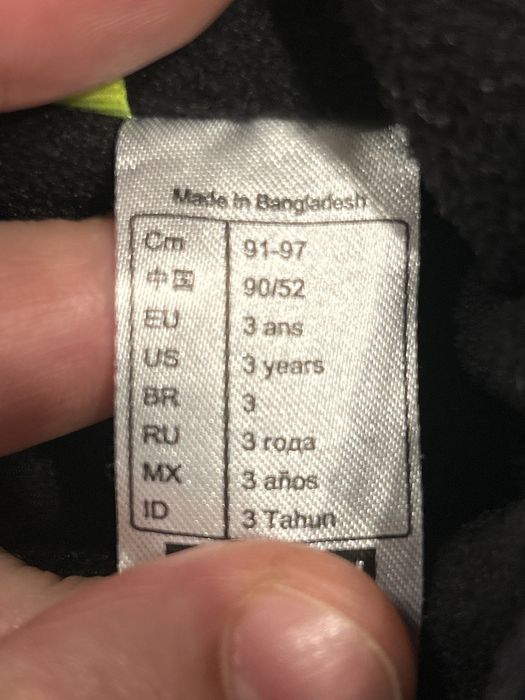 Made in Bangladesh
Cm 91-97
中国 90/52
EU 3 ans
US 3 years
BR 3
RU 3 года
MX 3 años
ID 3 Tahun